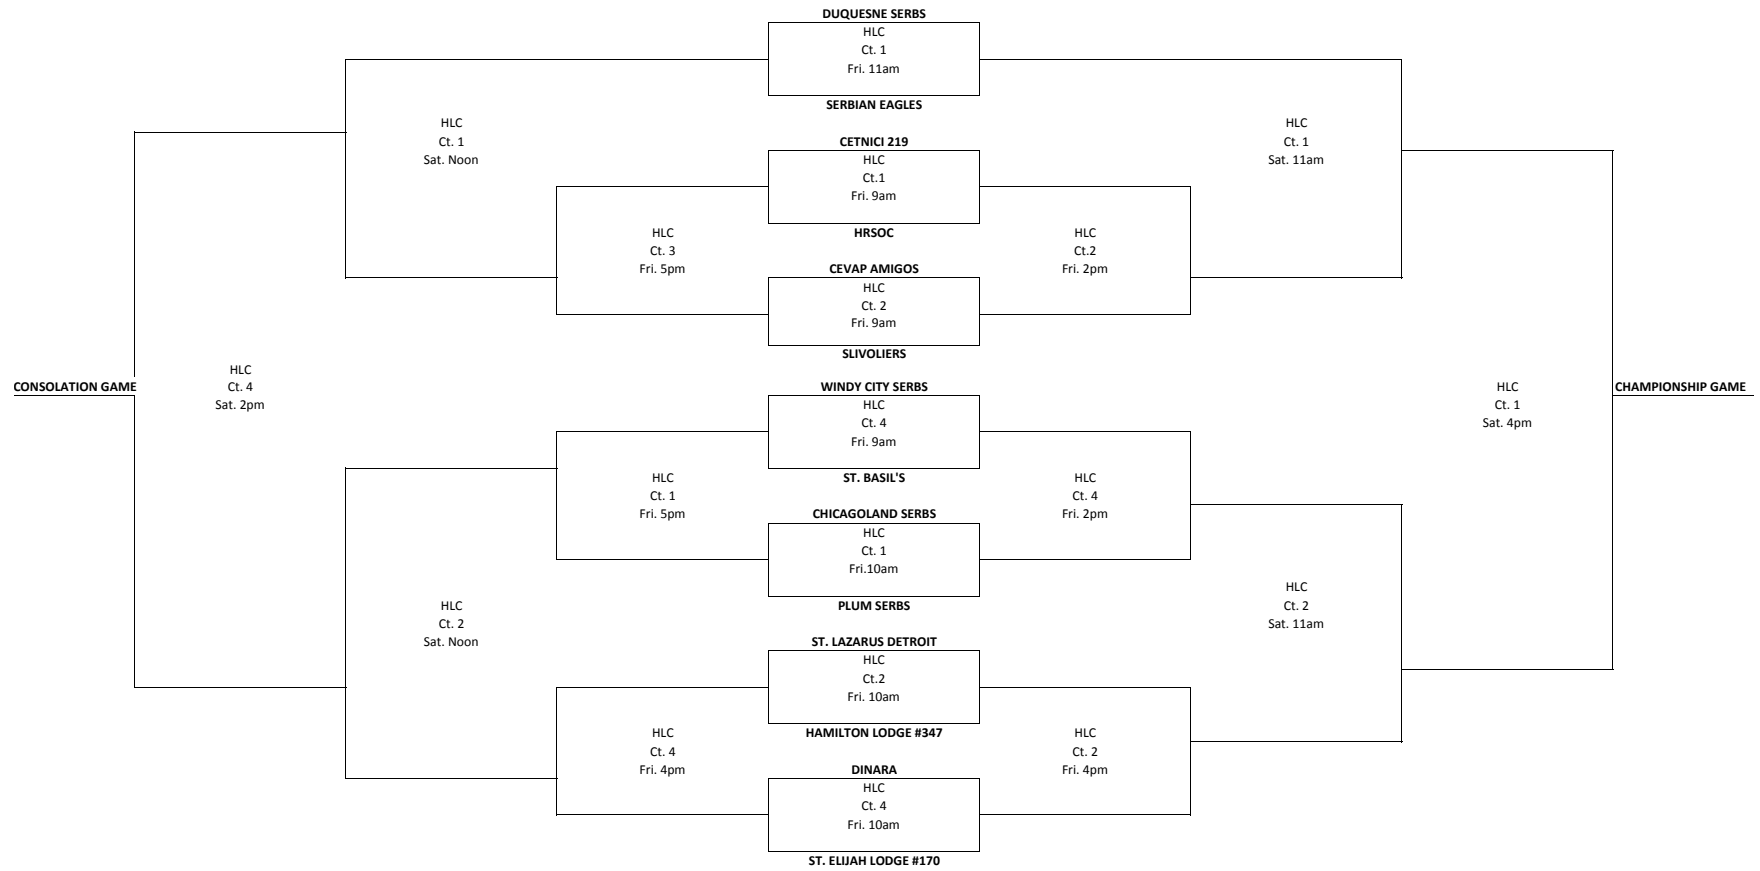 DUQUESNE SERBS
HLC
Ct. 1
Fri. 11am
SERBIAN EAGLES
HLC
Ct. 1
Sat. Noon
HLC
Ct. 1
Sat. 11am
CETNICI 219
HLC
Ct.1
Fri. 9am
HRSOC
HLC
Ct. 3
Fri. 5pm
HLC
Ct.2
Fri. 2pm
CEVAP AMIGOS
HLC
Ct. 2
Fri. 9am
SLIVOLIERS
HLC
Ct. 4
Sat. 2pm
CONSOLATION GAME
WINDY CITY SERBS
HLC
Ct. 4
Fri. 9am
ST. BASIL'S
HLC
Ct. 1
Sat. 4pm
CHAMPIONSHIP GAME
HLC
Ct. 1
Fri. 5pm
HLC
Ct. 4
Fri. 2pm
CHICAGOLAND SERBS
HLC
Ct. 1
Fri.10am
PLUM SERBS
HLC
Ct. 2
Sat. Noon
HLC
Ct. 2
Sat. 11am
ST. LAZARUS DETROIT
HLC
Ct.2
Fri. 10am
HAMILTON LODGE #347
HLC
Ct. 4
Fri. 4pm
HLC
Ct. 2
Fri. 4pm
DINARA
HLC
Ct. 4
Fri. 10am
ST. ELIJAH LODGE #170